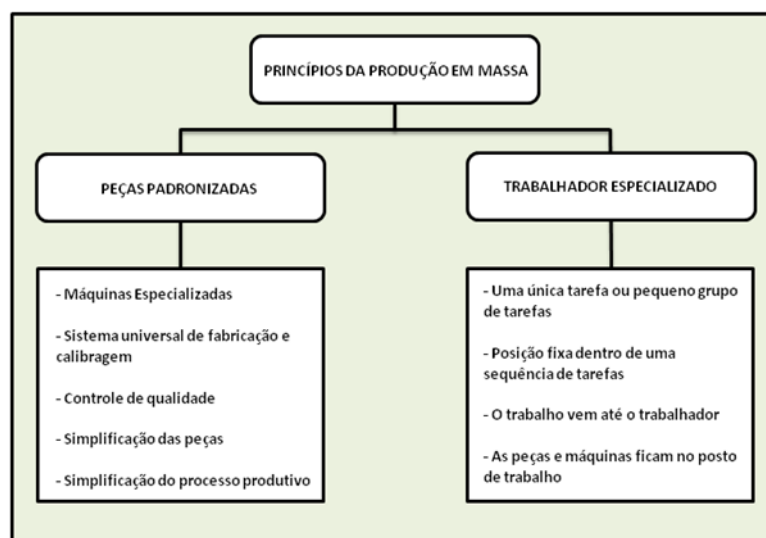 PRINCÍPIOS DA PRODUÇÃO EM MASSA
PEÇAS PADRONIZADAS
TRABALHADOR ESPECIALIZADO
- Máquinas Especializadas
- Sistema universal de fabricação e
calibragem
- Controle de qualidade
- Simplificação das peças
- Simplificação do processo produtivo
- Uma única tarefa ou pequeno grupo
de tarefas
- Posição fixa dentro de uma
sequência de tarefas
- O trabalho vem até o trabalhador
- As peças e máquinas ficam no posto
de trabalho